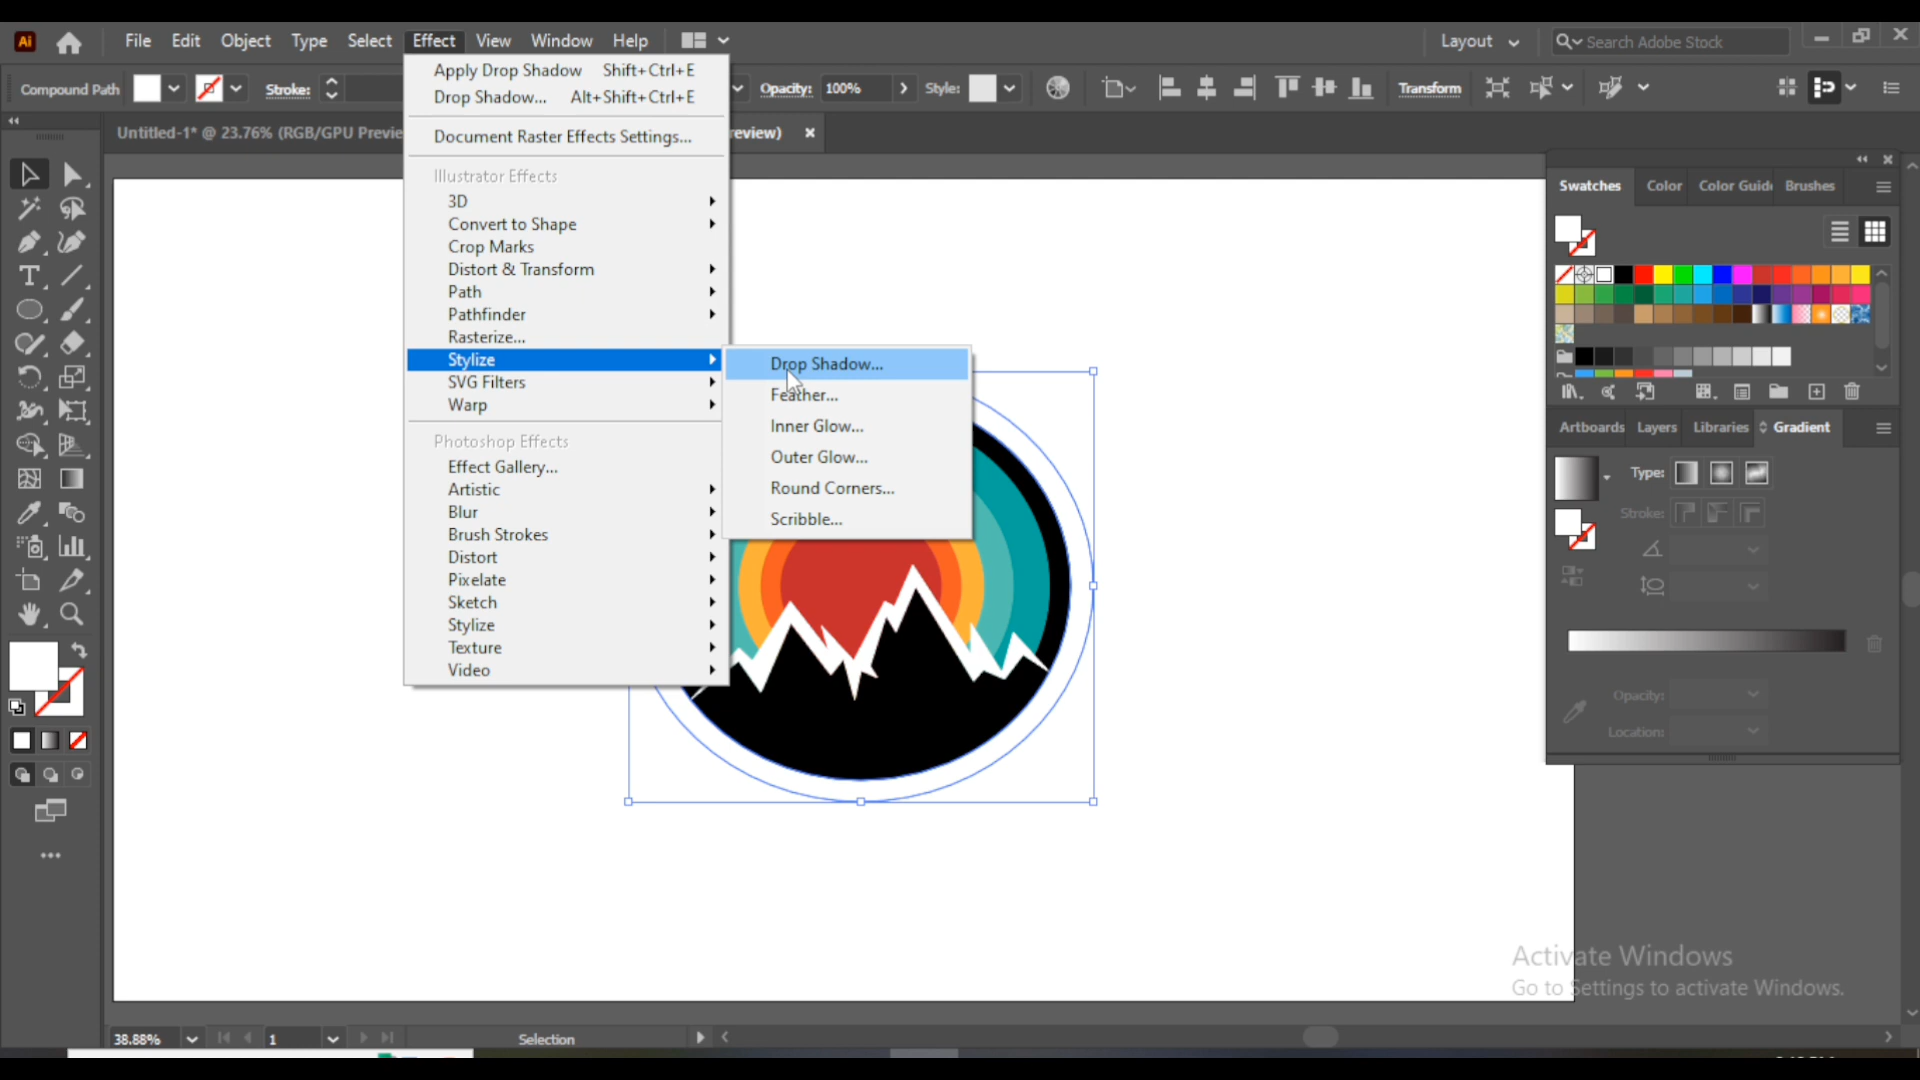 Ai File Edit Object Type Select Effect View Window Help Layout Search Adobe Stock
Compound Path Stroke: Opacity: 100% Style: Transform
Untitled-1* @ 23.76% (RGB/GPU Previe review) ×
Apply Drop Shadow Shift+Ctrl+E
Drop Shadow... Alt+Shift+Ctrl+E
Document Raster Effects Settings...
Illustrator Effects
3D
Convert to Shape
Crop Marks
Distort & Transform
Path
Pathfinder
Rasterize...
Stylize
SVG Filters
Warp
Photoshop Effects
Effect Gallery...
Artistic
Blur
Brush Strokes
Distort
Pixelate
Sketch
Stylize
Texture
Video
Drop Shadow...
Feather...
Inner Glow...
Outer Glow...
Round Corners...
Scribble...
Swatches Color Color Guide Brushes
Artboards Layers Libraries Gradient
Type:
Stroke:
Opacity:
Location:
Activate Windows
Go to Settings to activate Windows.
38.88% 1 Selection